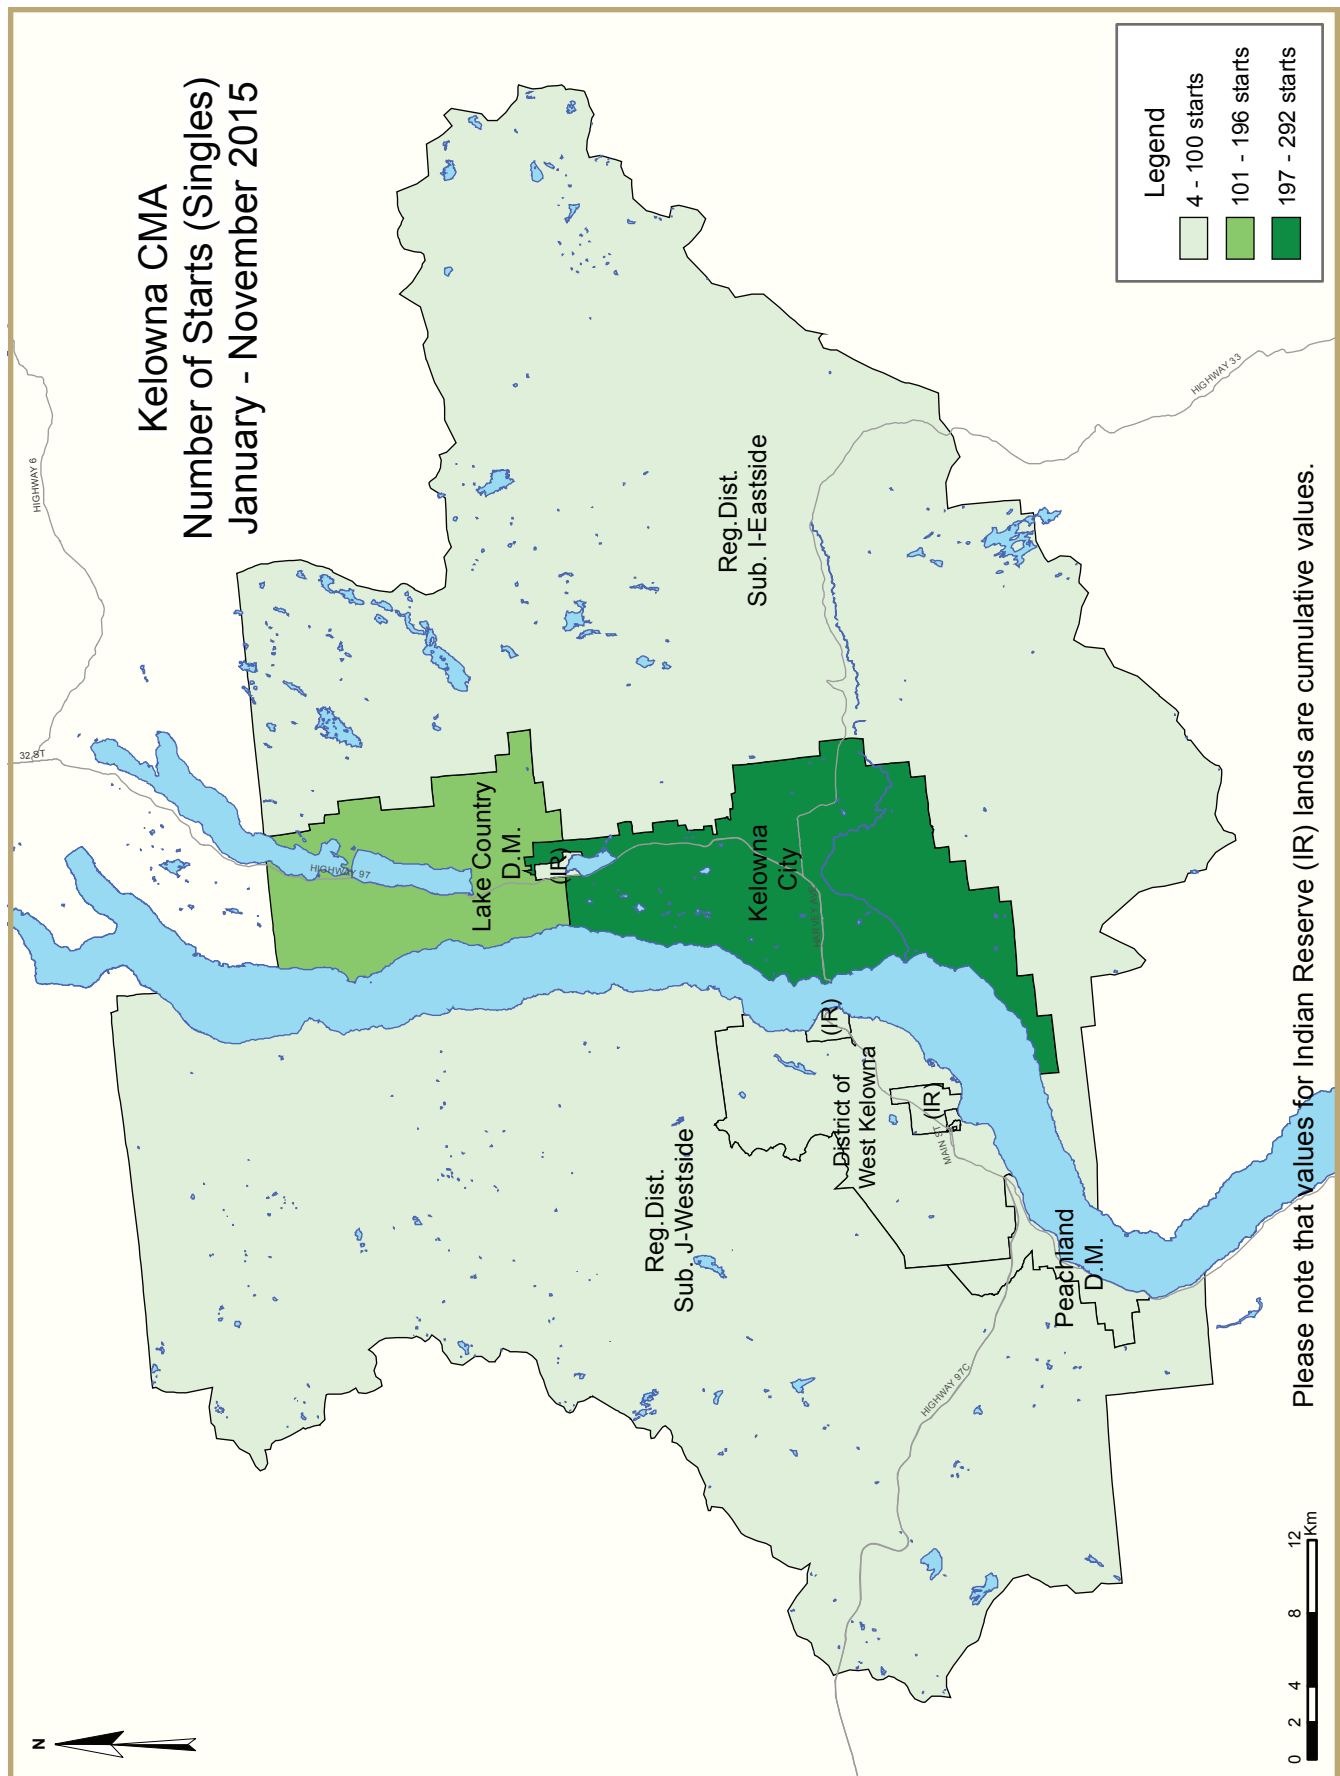 Kelowna CMA
Number of Starts (Singles)
January - November 2015
Legend
4 - 100 starts
101 - 196 starts
197 - 292 starts
N
HIGHWAY 6
32 ST
HIGHWAY 97
Lake Country
D.M.
(IR)
Kelowna
City
Reg.Dist.
Sub. I-Eastside
HIGHWAY 33
(IR)
District of
West Kelowna
(IR)
MAIN ST
Reg.Dist.
Sub. J-Westside
Peachland
D.M.
HIGHWAY 97C
0 2 4 8 12
Km
Please note that values for Indian Reserve (IR) lands are cumulative values.